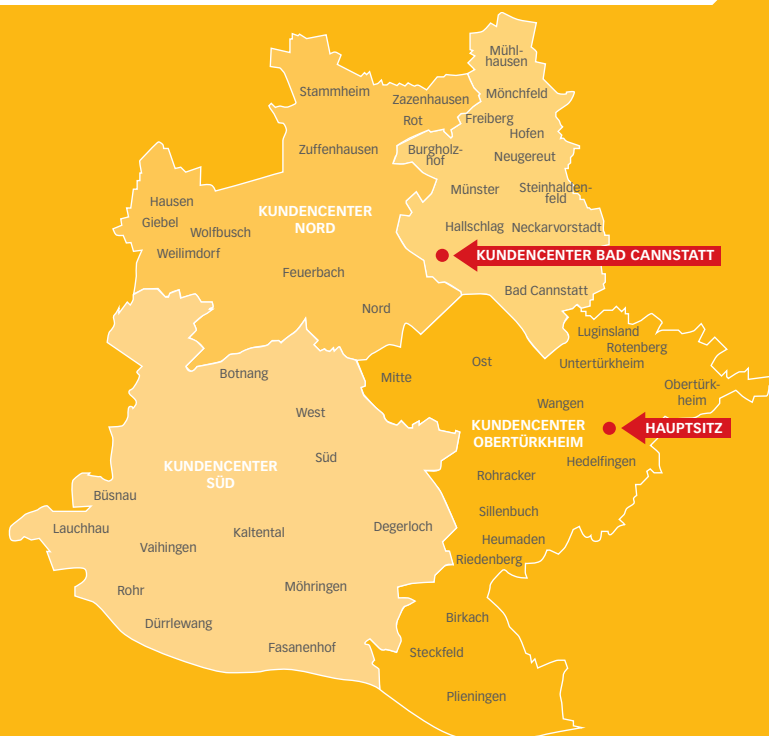 Mühl-
hausen
Stammheim
Zazenhausen
Mönchfeld
Rot
Freiberg
Hofen
Zuffenhausen
Burgholz-
hof
Neugereut
Münster
Steinhalden-
feld
Hausen
Giebel
Wolfbusch
Weilimdorf
KUNDENCENTER
NORD
Hallschlag
Neckarvorstadt
KUNDENCENTER BAD CANNSTATT
Feuerbach
Bad Cannstatt
Nord
Luginsland
Rotenberg
Untertürkheim
Ost
Mitte
Obertürk-
heim
Botnang
Wangen
West
KUNDENCENTER
OBERTÜRKHEIM
HAUPTSITZ
Süd
KUNDENCENTER
SÜD
Hedelfingen
Rohracker
Büsnau
Sillenbuch
Lauchhau
Kaltental
Degerloch
Vaihingen
Heumaden
Riedenberg
Rohr
Möhringen
Dürrlewang
Birkach
Fasanenhof
Steckfeld
Plieningen